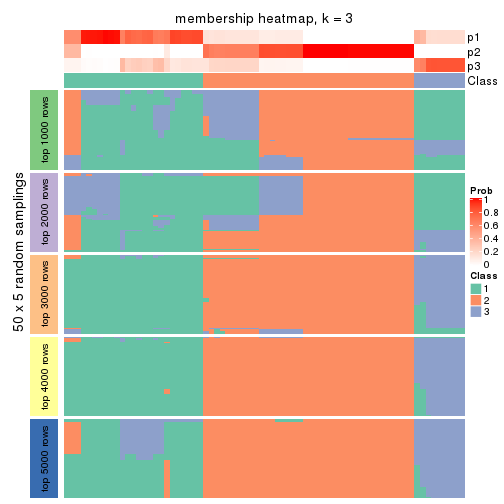 membership heatmap, k = 3
p1
p2
p3
Class
50 x 5 random samplings
top 1000 rows
top 2000 rows
top 3000 rows
top 4000 rows
top 5000 rows
Prob
1
0.8
0.6
0.4
0.2
0
Class
1
2
3